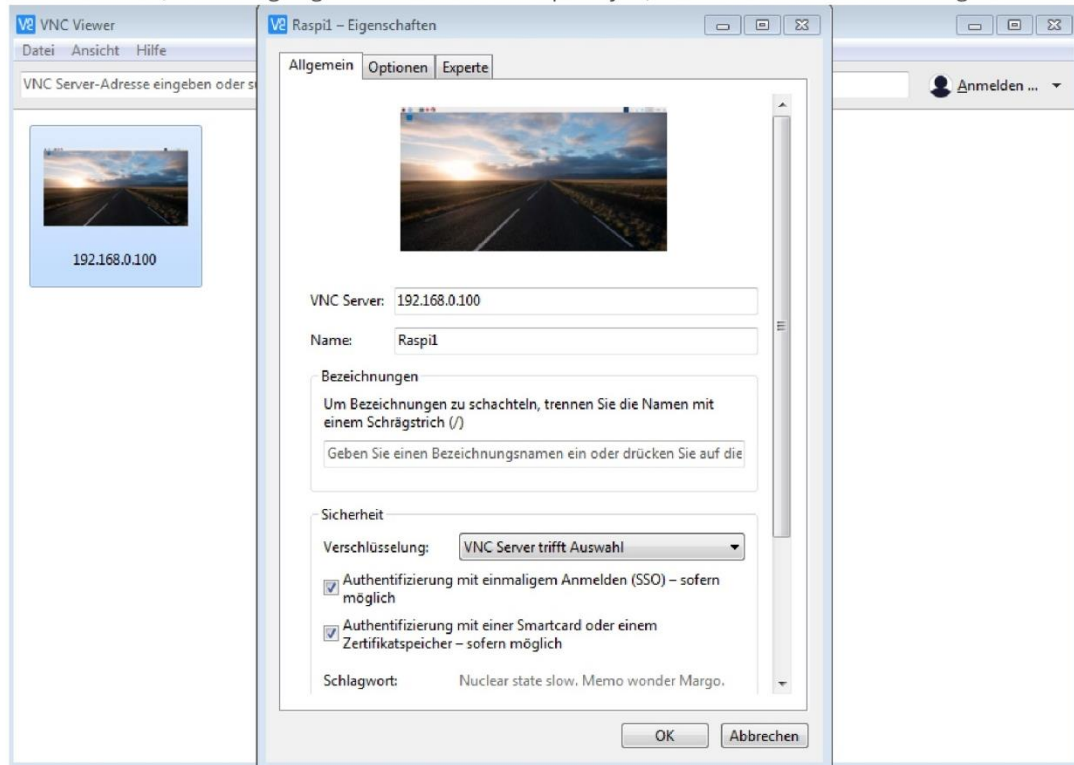 VNC Viewer
Raspi1 – Eigenschaften
Datei Ansicht Hilfe
Allgemein Optionen Experte
VNC Server-Adresse eingeben oder
Anmelden ...
192.168.0.100
VNC Server: 192.168.0.100
Name: Raspi1
Bezeichnungen
Um Bezeichnungen zu schachteln, trennen Sie die Namen mit
einem Schrägstrich (/)
Geben Sie einen Bezeichnungsnamen ein oder drücken Sie auf die
Sicherheit
Verschlüsselung: VNC Server trifft Auswahl
Authentifizierung mit einmaligem Anmelden (SSO) – sofern
möglich
Authentifizierung mit einer Smartcard oder einem
Zertifikatspeicher – sofern möglich
Schlagwort: Nuclear state slow. Memo wonder Margo.
OK Abbrechen